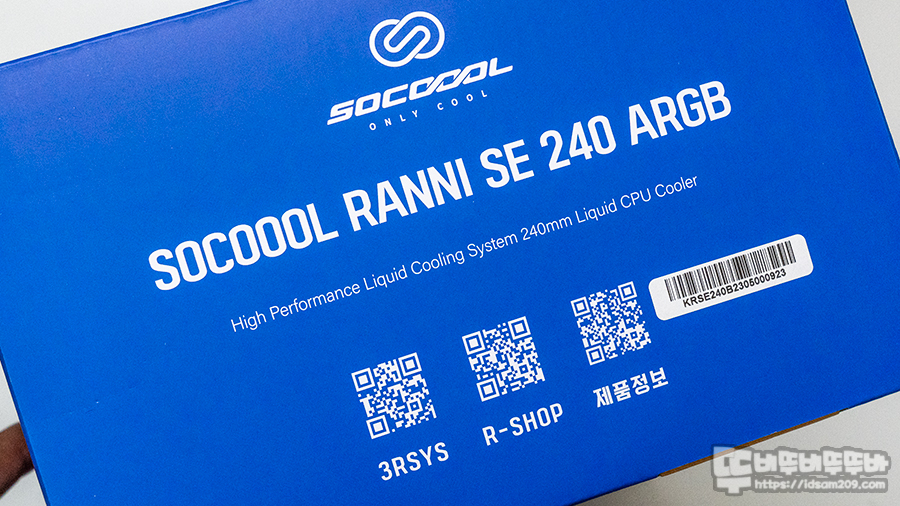 SOCOOOL
ONLY COOL
SOCOOOL RANNI SE 240 ARGB
High Performance Liquid Cooling System 240mm Liquid CPU Cooler
KRSE240B2305000923
3RSYS
R-SHOP
제품정보
또바뚜바뚜뚜바
https://idsam209.com